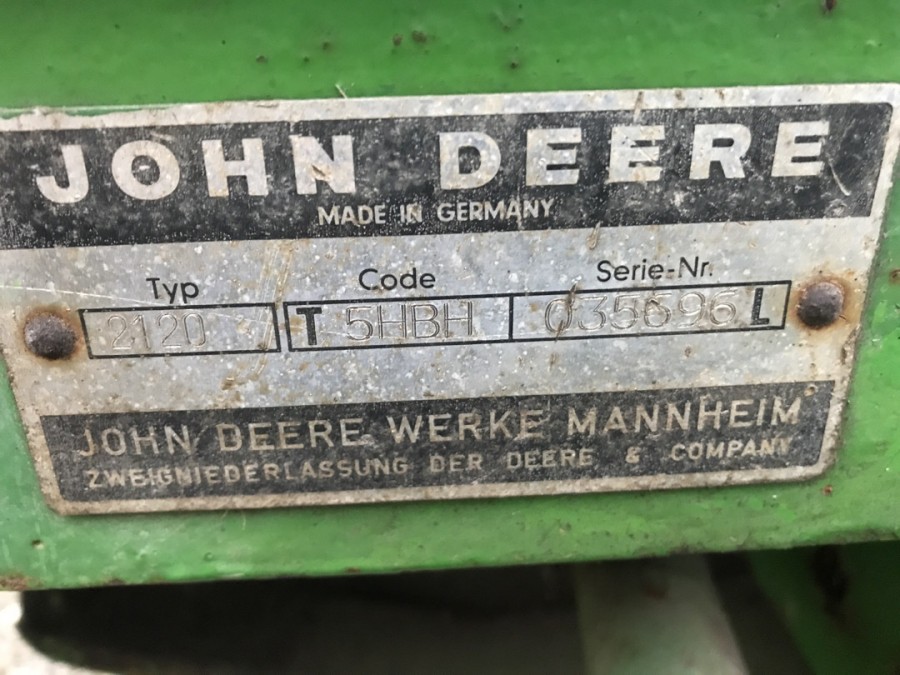 JOHN DEERE
MADE IN GERMANY
Typ Code Serie-Nr.
2120 T 5HBH 035696 L
JOHN DEERE WERKE MANNHEIM
ZWEIGNIEDERLASSUNG DER DEERE & COMPANY